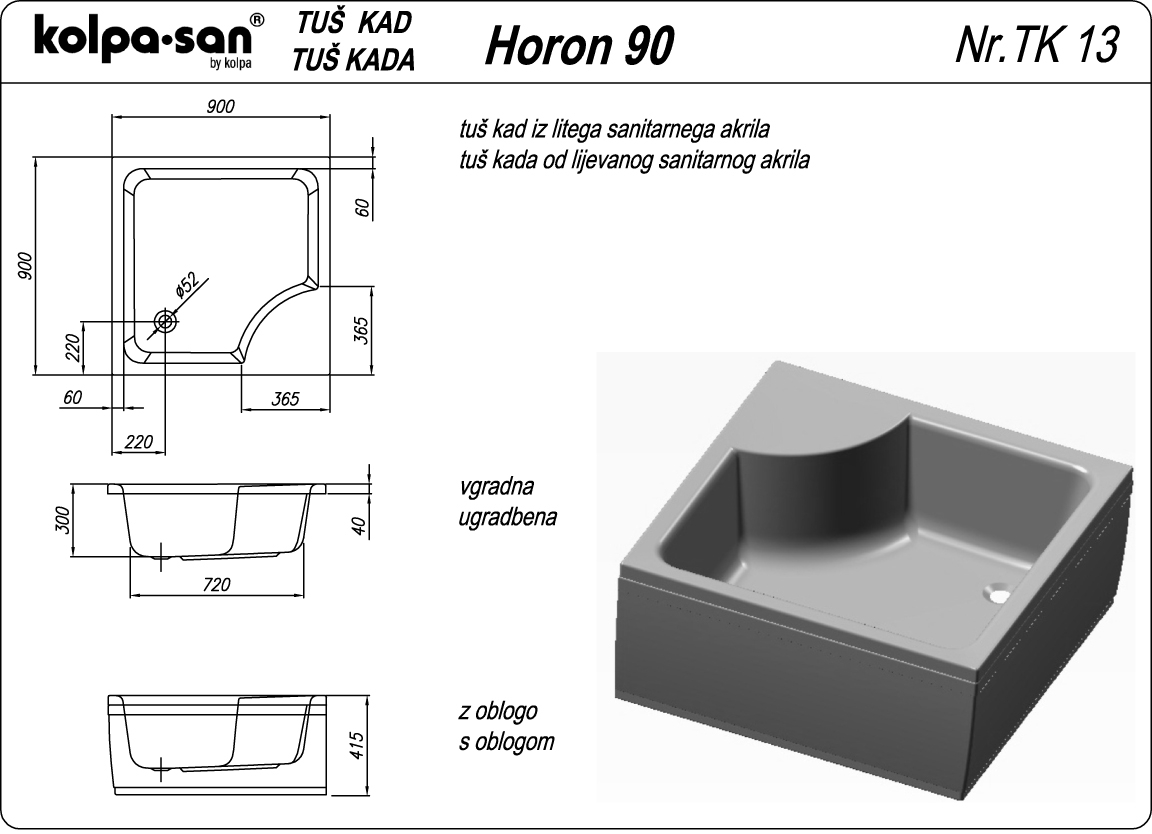 kolpa·san®
by kolpa
TUŠ KAD
TUŠ KADA
Horon 90
Nr.TK 13
900
tuš kad iz litega sanitarnega akrila
tuš kada od lijevanog sanitarnog akrila
60
900
ø52
220
365
60
365
220
vgradna
ugradbena
300
40
720
z oblogo
s oblogom
415